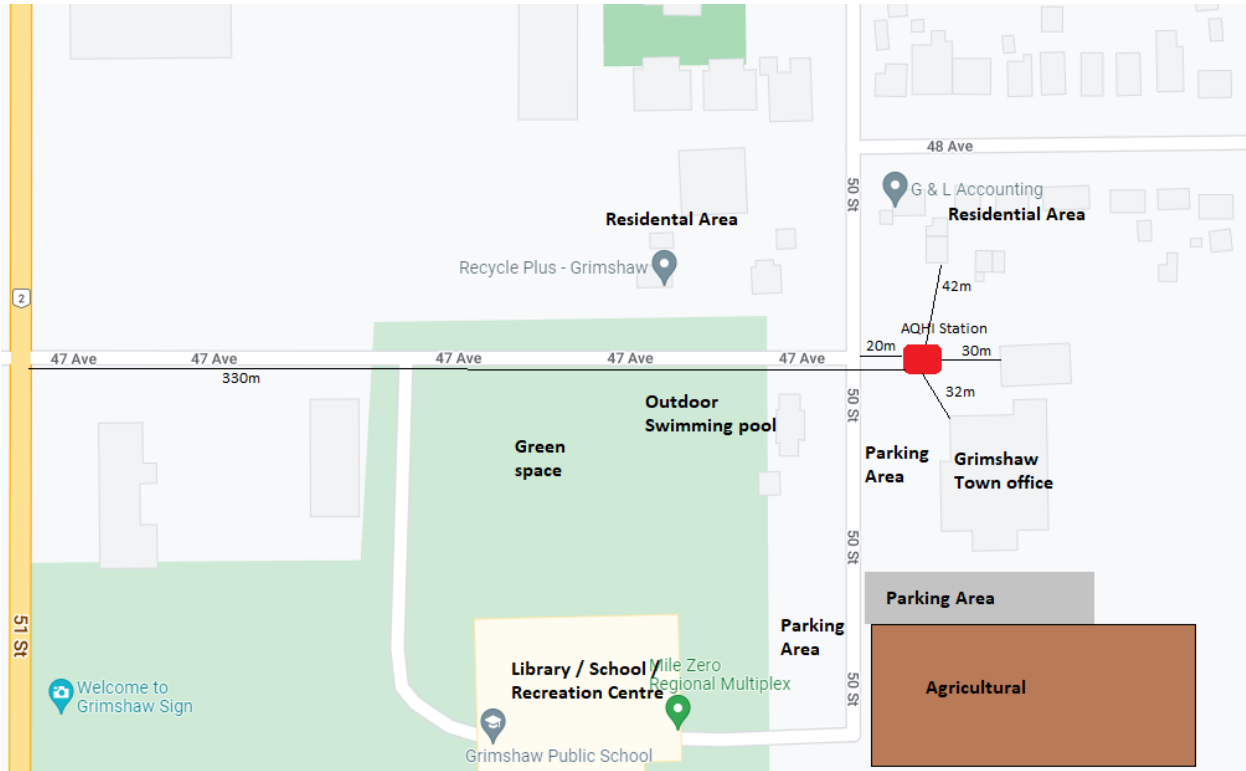 48 Ave
50 St
G & L Accounting
Residental Area
Residential Area
Recycle Plus - Grimshaw
42m
2
AQHI Station
20m
30m
47 Ave
47 Ave
47 Ave
47 Ave
47 Ave
330m
32m
Outdoor
Swimming pool
50 St
Green
space
Parking
Area
Grimshaw
Town office
50 St
Parking Area
51 St
Parking
Area
Library / School /
Recreation Centre
Mile Zero
Regional Multiplex
50 St
Agricultural
Welcome to
Grimshaw Sign
Grimshaw Public School